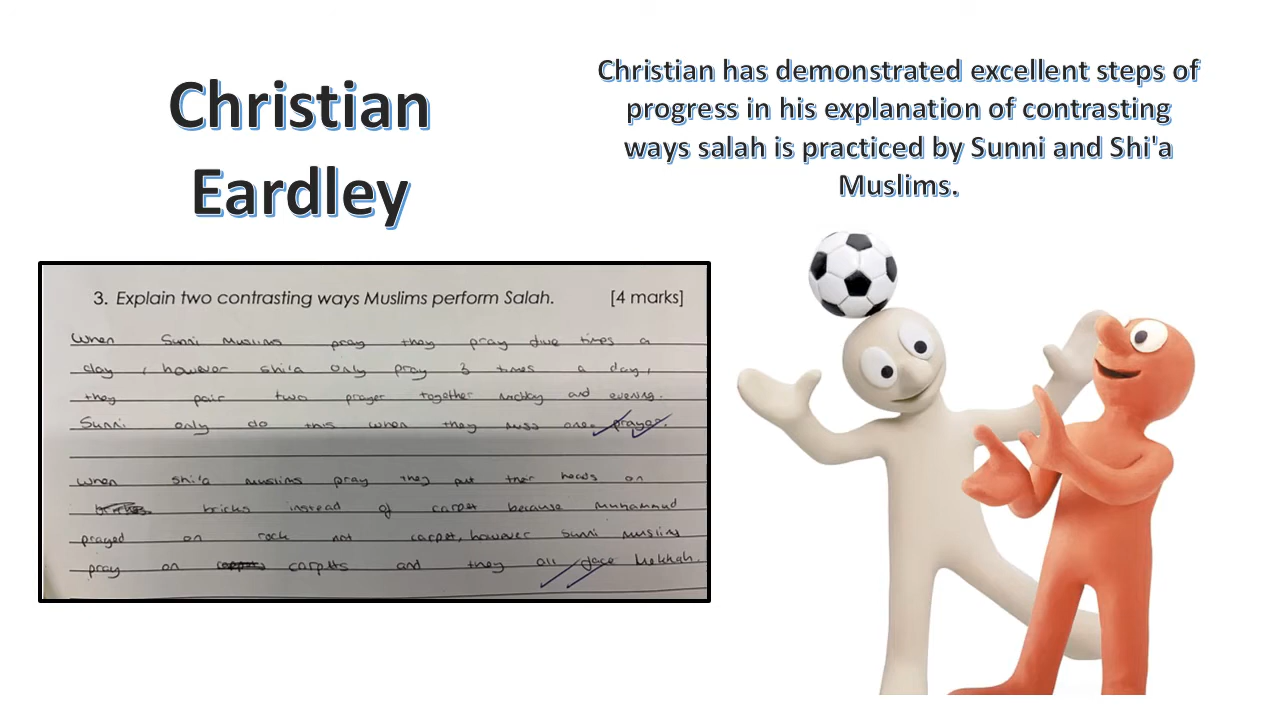 Christian
Eardley
Christian has demonstrated excellent steps of
progress in his explanation of contrasting
ways salah is practiced by Sunni and Shi'a
Muslims.
3. Explain two contrasting ways Muslims perform Salah. [4 marks]
When Sunni Muslims pray they pray five times a
day, however shi'a only pray 3 times a day,
they pair two prayer together midday and evening.
Sunni only do this when they miss one prayer.
When shi'a muslims pray they put their heads on
bricks instead of carpet because Muhammad
prayed on rock not carpet, however sunni muslims
pray on carpets and they all face Mekkah.